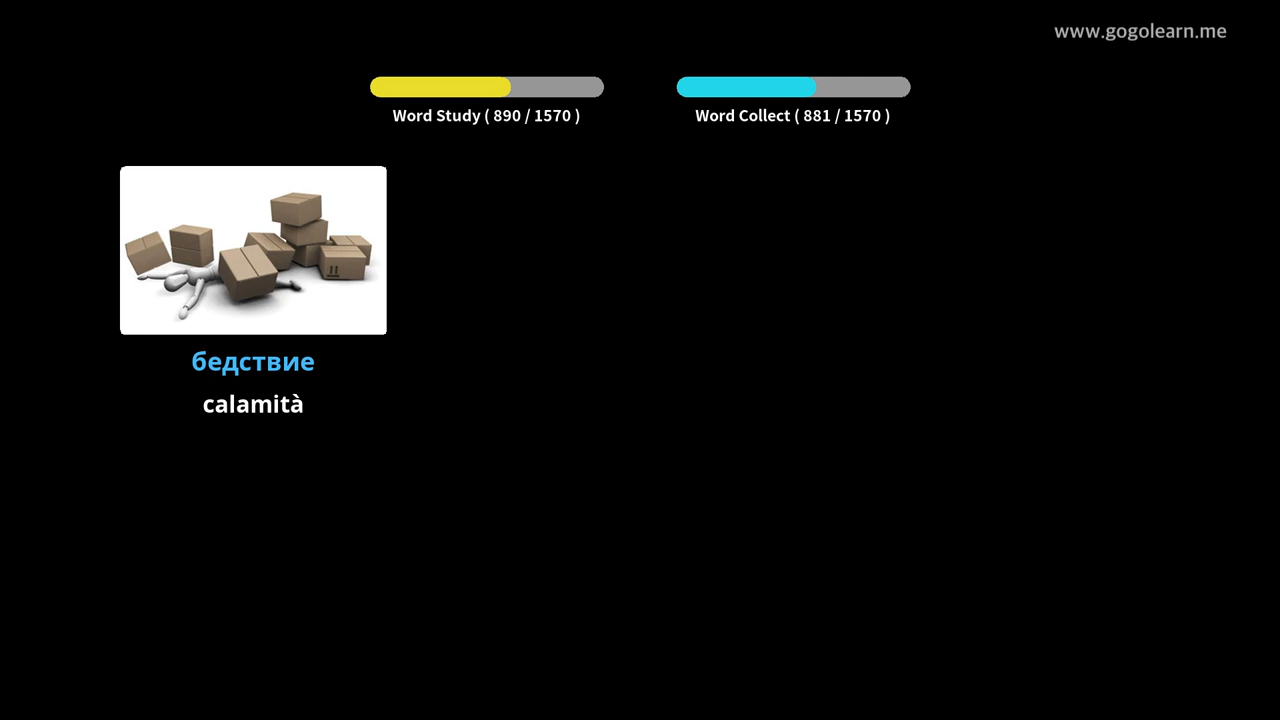 www.gogolearn.me
Word Study ( 890 / 1570 )
Word Collect ( 881 / 1570 )
бедствие
calamità